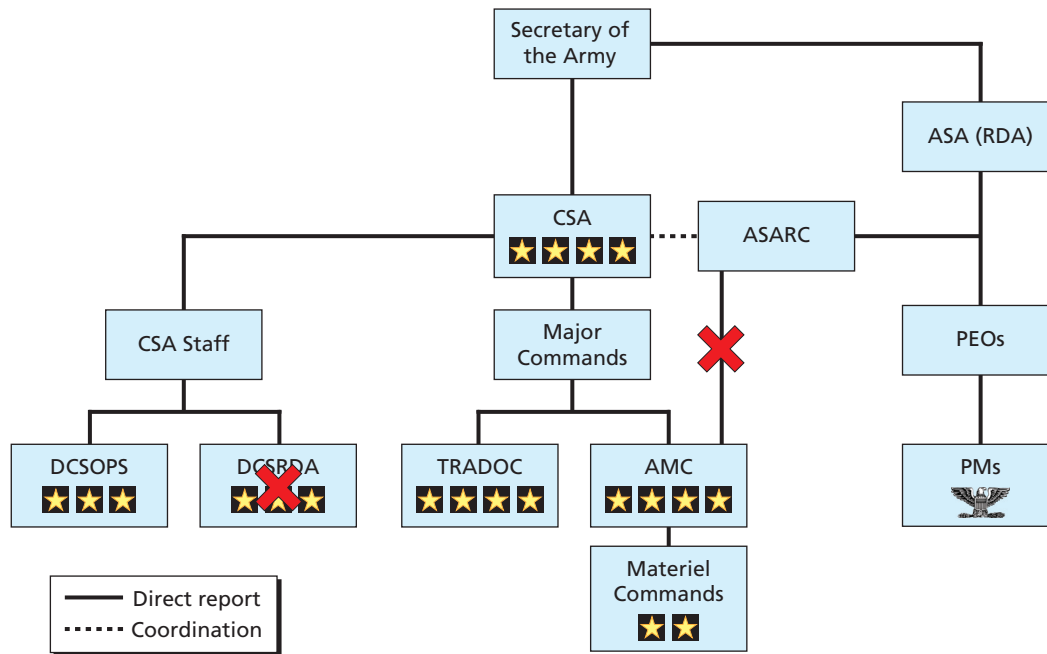 Secretary of
the Army
ASA (RDA)
CSA
ASARC
CSA Staff
Major
Commands
PEOs
DCSOPS
DCSRDA
TRADOC
AMC
PMs
Materiel
Commands
Direct report
Coordination